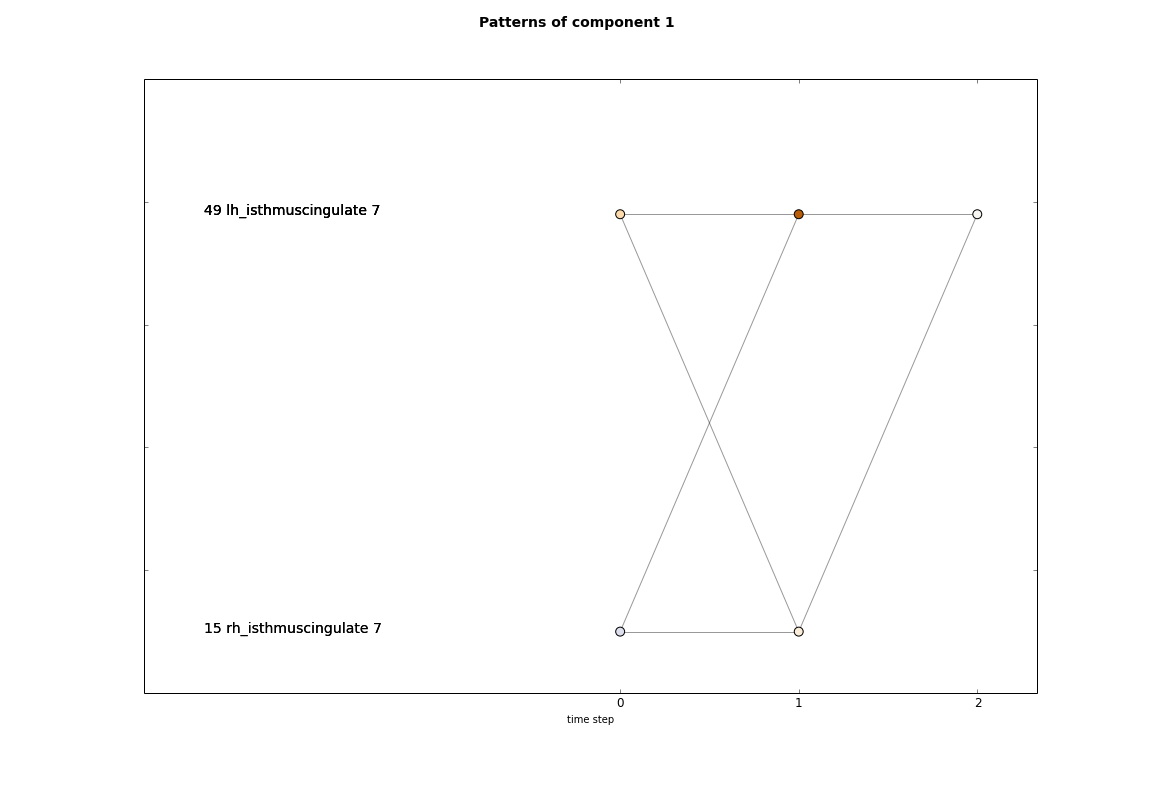 Patterns of component 1
49 lh_isthmuscingulate 7
15 rh_isthmuscingulate 7
0 1 2
time step